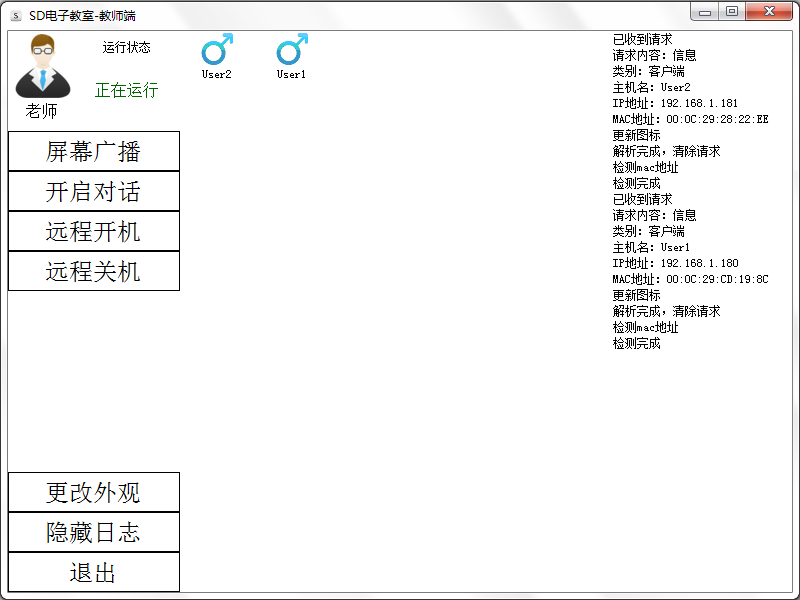 S SD电子教室-教师端
运行状态
正在运行
老师
屏幕广播
开启对话
远程开机
远程关机
更改外观
隐藏日志
退出
User2
User1
已收到请求
请求内容：信息
类别：客户端
主机名：User2
IP地址：192.168.1.181
MAC地址：00:0C:29:28:22:EE
更新图标
解析完成，清除请求
检测mac地址
检测完成
已收到请求
请求内容：信息
类别：客户端
主机名：User1
IP地址：192.168.1.180
MAC地址：00:0C:29:CD:19:8C
更新图标
解析完成，清除请求
检测mac地址
检测完成